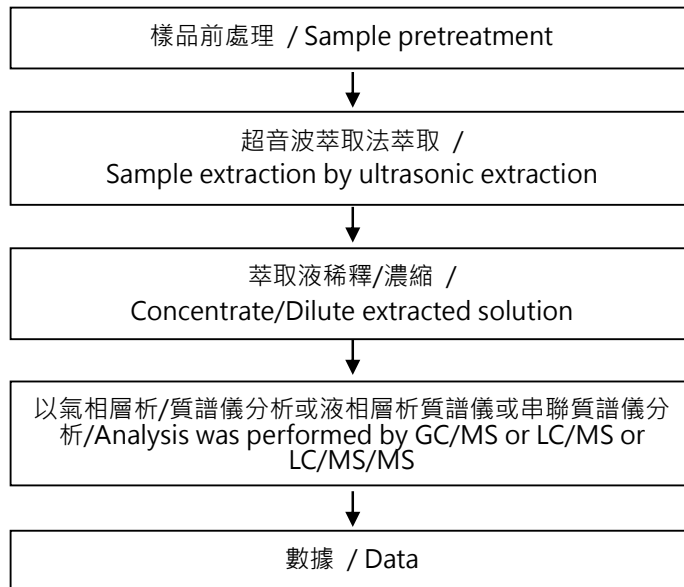 樣品前處理 / Sample pretreatment
超音波萃取法萃取 /
Sample extraction by ultrasonic extraction
萃取液稀釋/濃縮 /
Concentrate/Dilute extracted solution
以氣相層析/質譜儀分析或液相層析質譜儀或串聯質譜儀分
析/Analysis was performed by GC/MS or LC/MS or
LC/MS/MS
數據 / Data